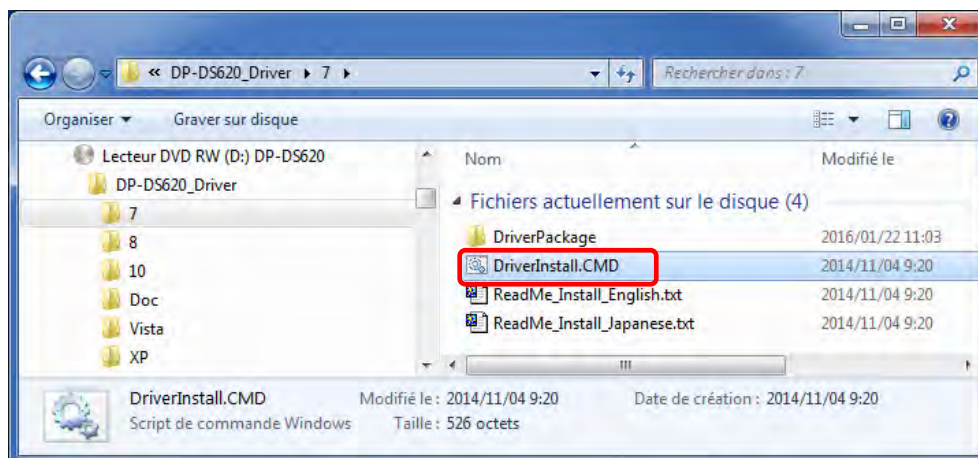 « DP-DS620_Driver ▸ 7 ▸
Rechercher dans : 7
Organiser ▼ Graver sur disque
Lecteur DVD RW (D:) DP-DS620
DP-DS620_Driver
7
8
10
Doc
Vista
XP
Nom Modifié le
Fichiers actuellement sur le disque (4)
DriverPackage 2016/01/22 11:03
DriverInstall.CMD 2014/11/04 9:20
ReadMe_Install_English.txt 2014/11/04 9:20
ReadMe_Install_Japanese.txt 2014/11/04 9:20
DriverInstall.CMD Modifié le : 2014/11/04 9:20 Date de création : 2014/11/04 9:20
Script de commande Windows Taille : 526 octets